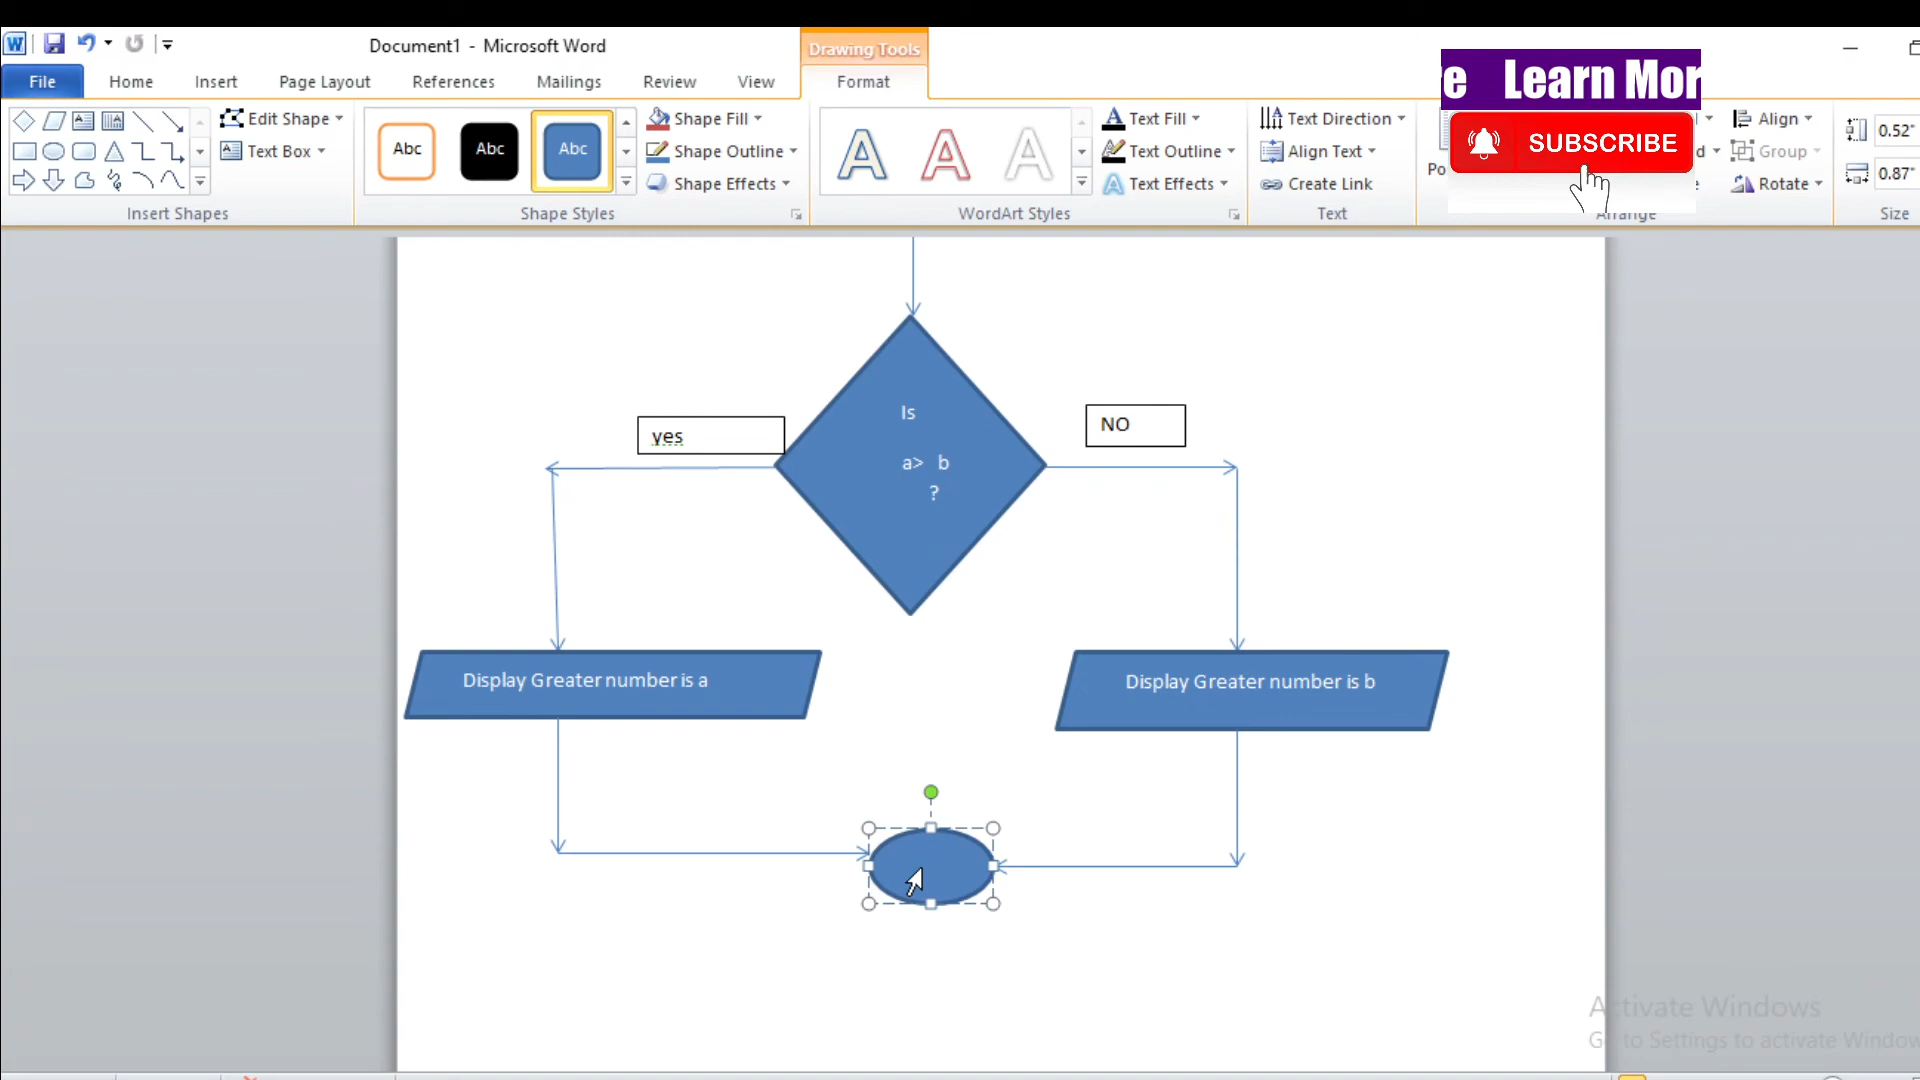 Document1 - Microsoft Word
Drawing Tools
File Home Insert Page Layout References Mailings Review View Format
Learn Mor
SUBSCRIBE
Edit Shape
Text Box
Insert Shapes
Abc Abc Abc
Shape Fill
Shape Outline
Shape Effects
Shape Styles
WordArt Styles
Text Fill
Text Outline
Text Effects
Text Direction
Align Text
Create Link
Text
Po
Align
Group
Rotate
Arrange
0.52"
0.87"
Size
Is
a> b
?
yes
NO
Display Greater number is a
Display Greater number is b
Activate Windows
Go to Settings to activate Window